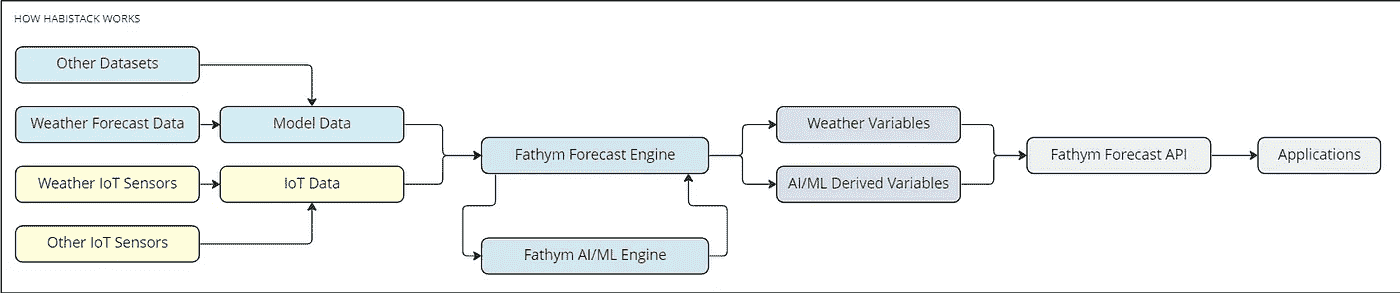 HOW HABISTACK WORKS
Other Datasets
Weather Forecast Data
Model Data
Weather IoT Sensors
IoT Data
Other IoT Sensors
Fathym Forecast Engine
Fathym AI/ML Engine
Weather Variables
AI/ML Derived Variables
Fathym Forecast API
Applications